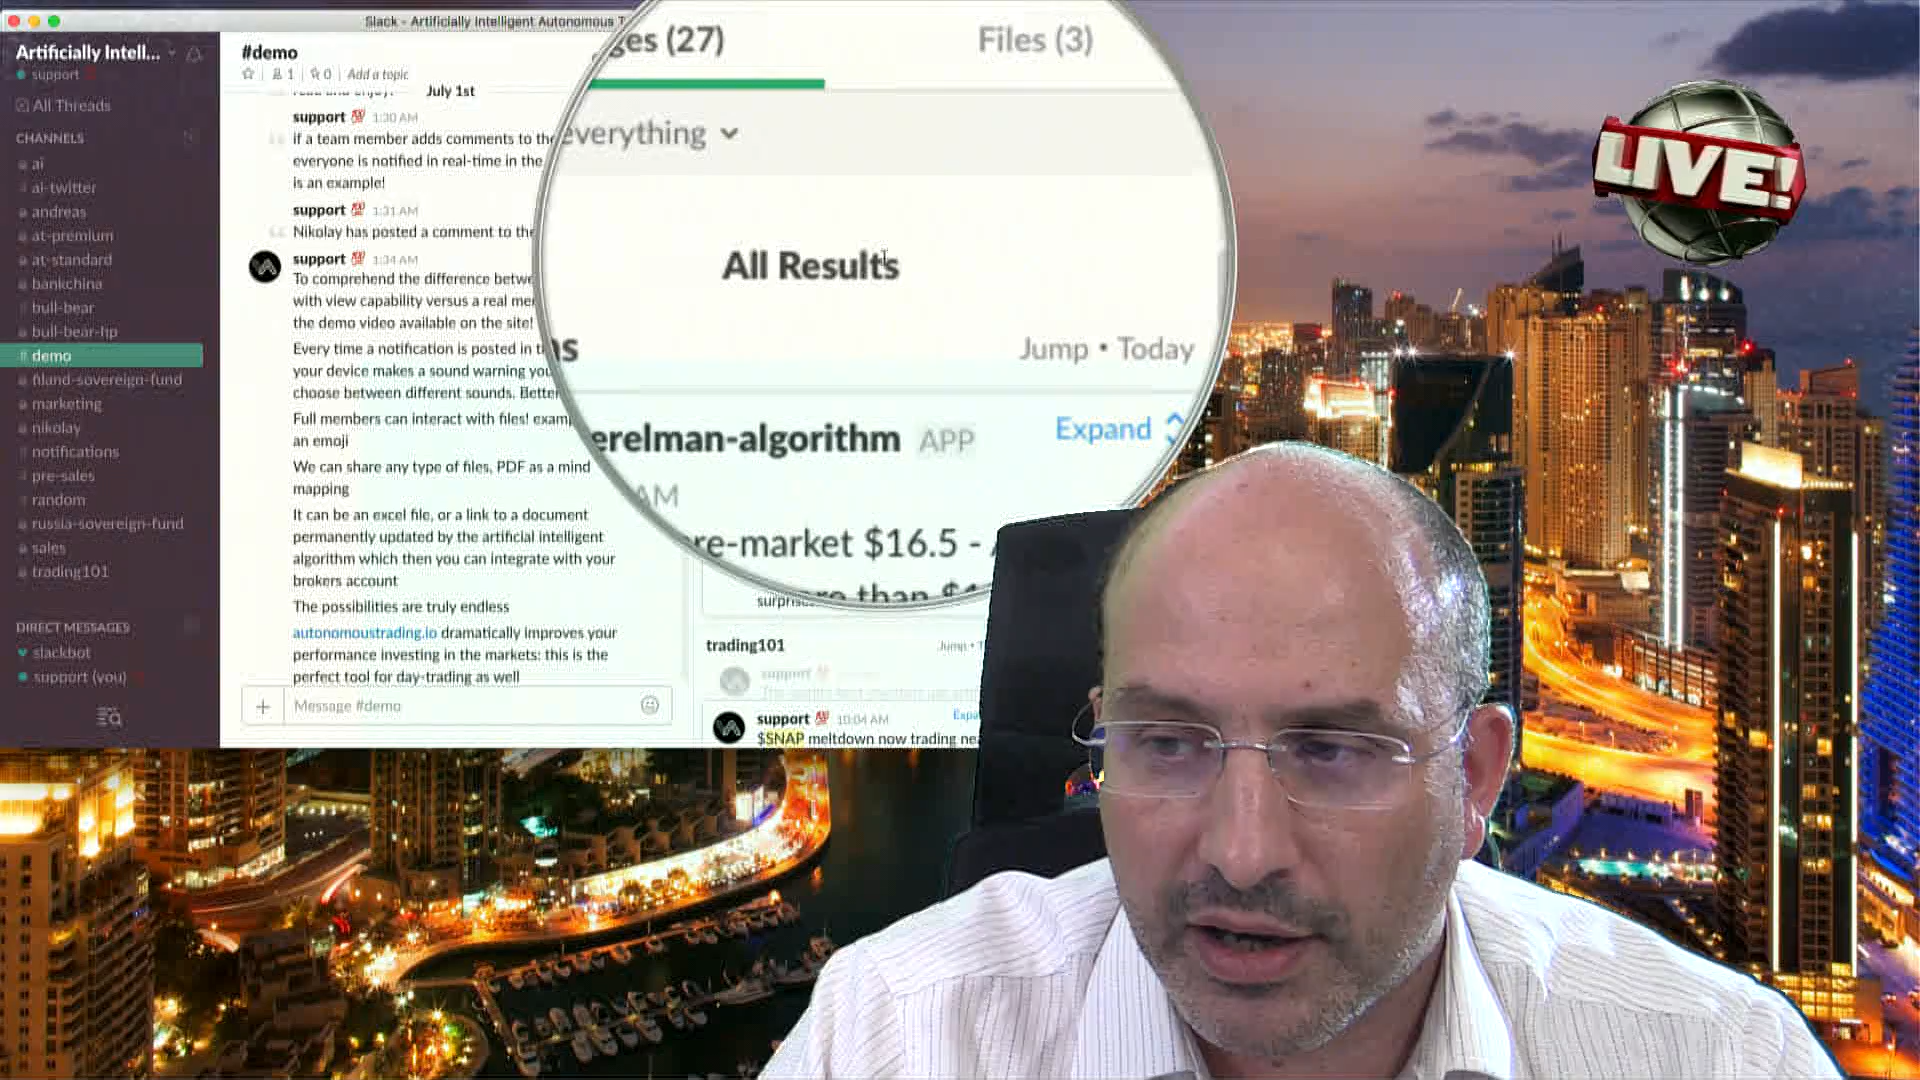 Slack - Artificially Intelligent Autonomous T
Artificially Intell...
support
All Threads
CHANNELS
ai
ai-twitter
andreas
at-premium
at-standard
bankchina
bull-bear
bull-bear-hp
demo
filand-sovereign-fund
marketing
nikolay
notifications
pre-sales
random
russia-sovereign-fund
sales
trading101
DIRECT MESSAGES
slackbot
support (you)
#demo
1 | 0 | Add a topic
July 1st
support 1:30 AM
if a team member adds comments to the
everyone is notified in real-time in the
is an example!
support 1:31 AM
Nikolay has posted a comment to the
support 1:34 AM
To comprehend the difference betwe
with view capability versus a real me
the demo video available on the site!
Every time a notification is posted in t
your device makes a sound warning you
choose between different sounds. Better
Full members can interact with files! examp
an emoji
We can share any type of files, PDF as a mind
mapping
It can be an excel file, or a link to a document
permanently updated by the artificial intelligent
algorithm which then you can integrate with your
brokers account
The possibilities are truly endless
autonomoustrading.io dramatically improves your
performance investing in the markets: this is the
perfect tool for day-trading as well
Message #demo
ges (27) Files (3)
everything
All Results
Jump • Today
erelman-algorithm APP Expand
AM
re-market $16.5 -
re than $1
surpris
trading101 Jump •
support
support 10:04 AM Expa
$SNAP meltdown now trading nea
LIVE!